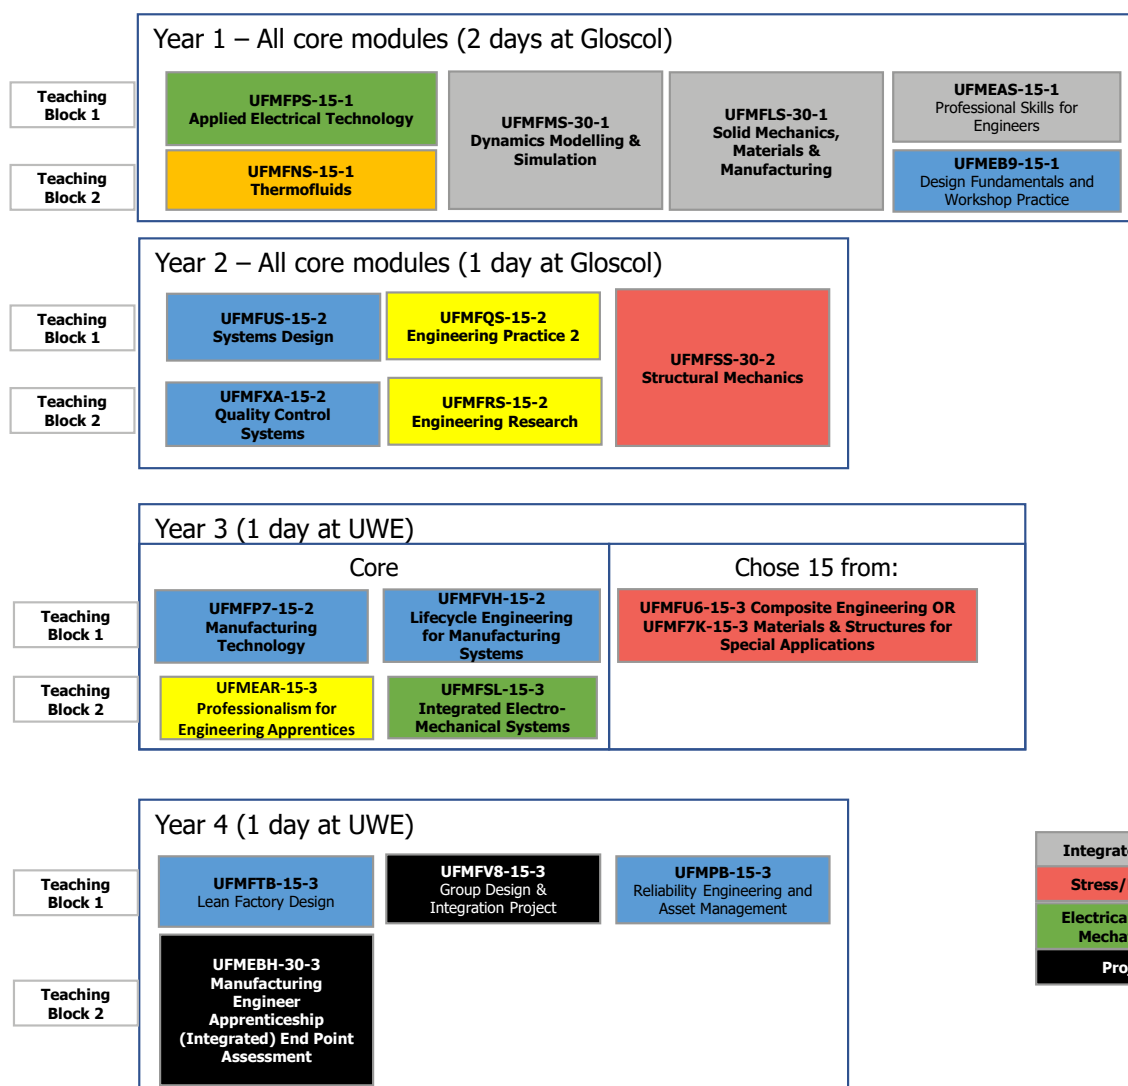 Year 1 – All core modules (2 days at Gloscol)
Teaching
Block 1
UFMFPS-15-1
Applied Electrical Technology
UFMFMS-30-1
Dynamics Modelling &
Simulation
UFMFLS-30-1
Solid Mechanics,
Materials &
Manufacturing
UFMEAS-15-1
Professional Skills for
Engineers
Teaching
Block 2
UFMFNS-15-1
Thermofluids
UFMEB9-15-1
Design Fundamentals and
Workshop Practice
Year 2 – All core modules (1 day at Gloscol)
Teaching
Block 1
UFMFUS-15-2
Systems Design
UFMFQS-15-2
Engineering Practice 2
UFMFSS-30-2
Structural Mechanics
Teaching
Block 2
UFMFXA-15-2
Quality Control
Systems
UFMFRS-15-2
Engineering Research
Year 3 (1 day at UWE)
Core
Chose 15 from:
Teaching
Block 1
UFMFP7-15-2
Manufacturing
Technology
UFMFVH-15-2
Lifecycle Engineering
for Manufacturing
Systems
UFMFU6-15-3 Composite Engineering OR
UFMF7K-15-3 Materials & Structures for
Special Applications
Teaching
Block 2
UFMEAR-15-3
Professionalism for
Engineering Apprentices
UFMFSL-15-3
Integrated Electro-
Mechanical Systems
Year 4 (1 day at UWE)
Teaching
Block 1
UFMFTB-15-3
Lean Factory Design
UFMFV8-15-3
Group Design &
Integration Project
UFMPB-15-3
Reliability Engineering and
Asset Management
Teaching
Block 2
UFMEBH-30-3
Manufacturing
Engineer
Apprenticeship
(Integrated) End Point
Assessment
Stress/
Electrical